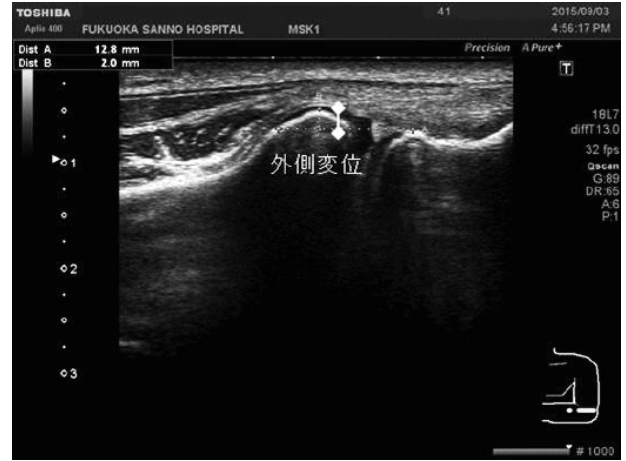 TOSHIBA 41 2015/09/03
Aplio 400 FUKUOKA SANNO HOSPITAL MSK1 4:56:17 PM
Dist A 12.8 mm Precision A Pure+
Dist B 2.0 mm
T
18L7
diffT13.0
32 fps
Qscan
G:89
DR:65
A:6
P:1
1
外側変位
2
3
# 1000